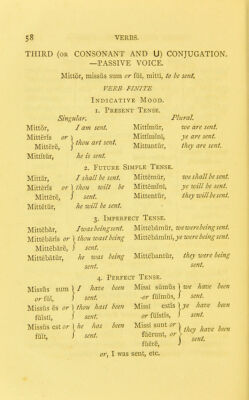 58 VERBS.
THIRD (OR CONSONANT AND U) CONJUGATION.
—PASSIVE VOICE.
Mittŏr, missŭs sum or fŭi, mittī, to be sent.
VERB FINITE
INDICATIVE MOOD.
1. PRESENT TENSE.
Singular. Plural.
Mittŏr, I am sent. Mittĭmŭr, we are sent.
Mittĕrĭs or } thou art sent. Mittĭmĭnī, ye are sent.
Mittĕrĕ, Mittuntŭr, they are sent.
Mittĭtŭr, he is sent.
2. FUTURE SIMPLE TENSE.
Mittăr, I shall be sent. Mittēmŭr, we shall be sent.
Mittērĭs or } thou wilt be Mittēmĭnī, ye will be sent.
Mittērĕ, sent. Mittentŭr, they will be sent.
Mittētŭr, he will be sent.
3. IMPERFECT TENSE.
Mittēbăr, I was being sent. Mittēbāmŭr, we were being sent.
Mittēbārĭs or } thou wast being Mittēbāmĭnī, ye were being sent.
Mittēbārĕ, sent.
Mittēbātŭr, he was being Mittēbantŭr, they were being
sent. sent.
4. PERFECT TENSE.
Missŭs sum } I have been Missī sŭmŭs } we have been
or fŭī, sent. or fŭĭmŭs, sent.
Missŭs ĕs or } thou hast been Missī estĭs } ye have been
fŭistī, sent. or fŭistĭs, sent.
Missŭs est or } he has been Missī sunt or } they have been
fŭĭt, sent. fŭērunt, or sent.
fŭērĕ,
or, I was sent, etc.